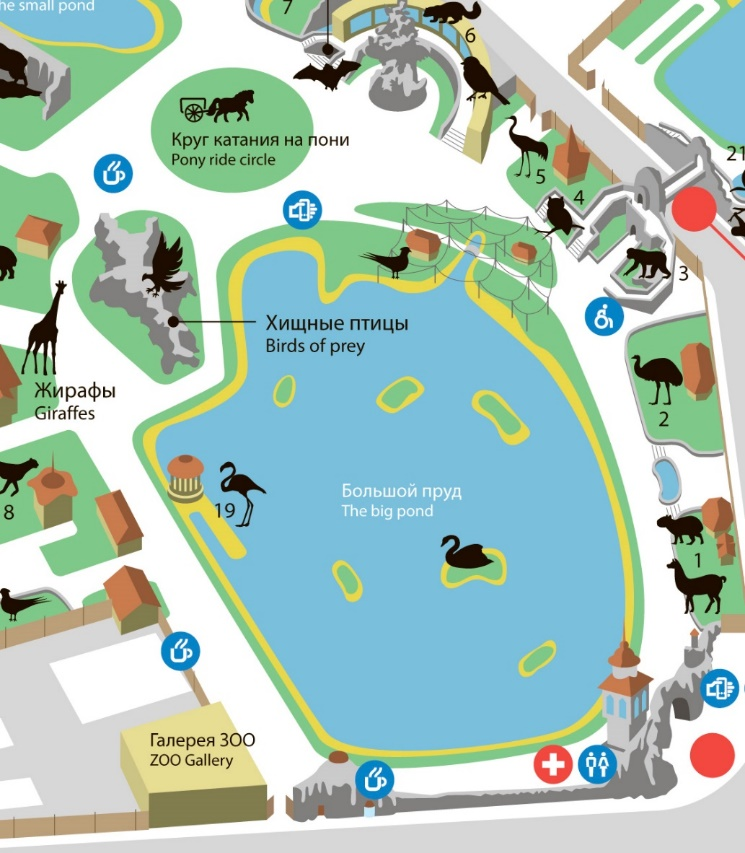 he small pond
7
6
Круг катания на пони
Pony ride circle
5
4
21
3
Хищные птицы
Birds of prey
Жирафы
Giraffes
2
Большой пруд
The big pond
19
8
1
Галерея ЗОО
ZOO Gallery